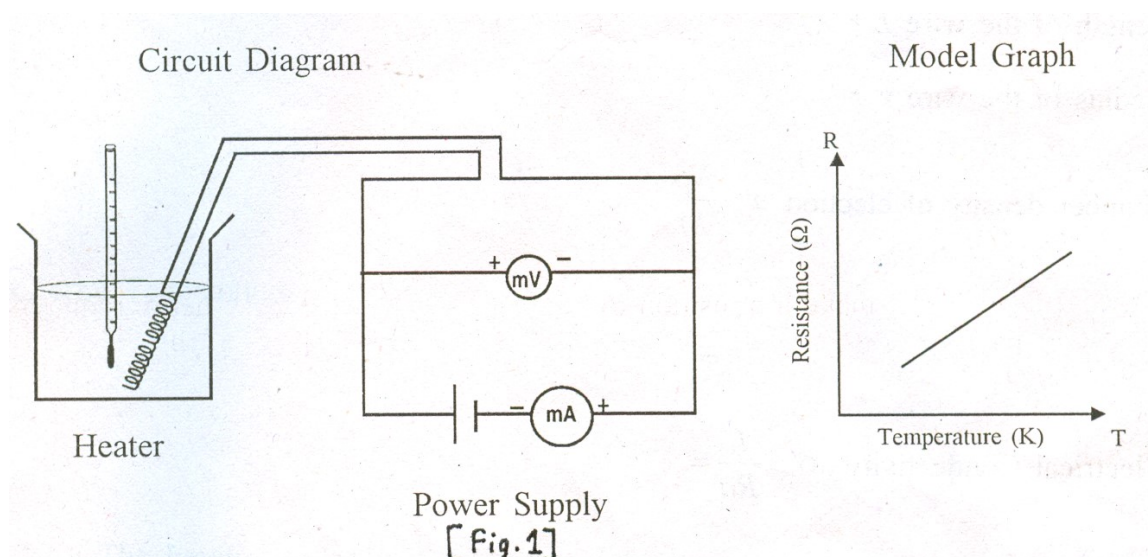 Circuit Diagram
Model Graph
R
Resistance (Ω)
+ mV −
− mA +
Temperature (K)
T
Heater
Power Supply
[Fig.1]